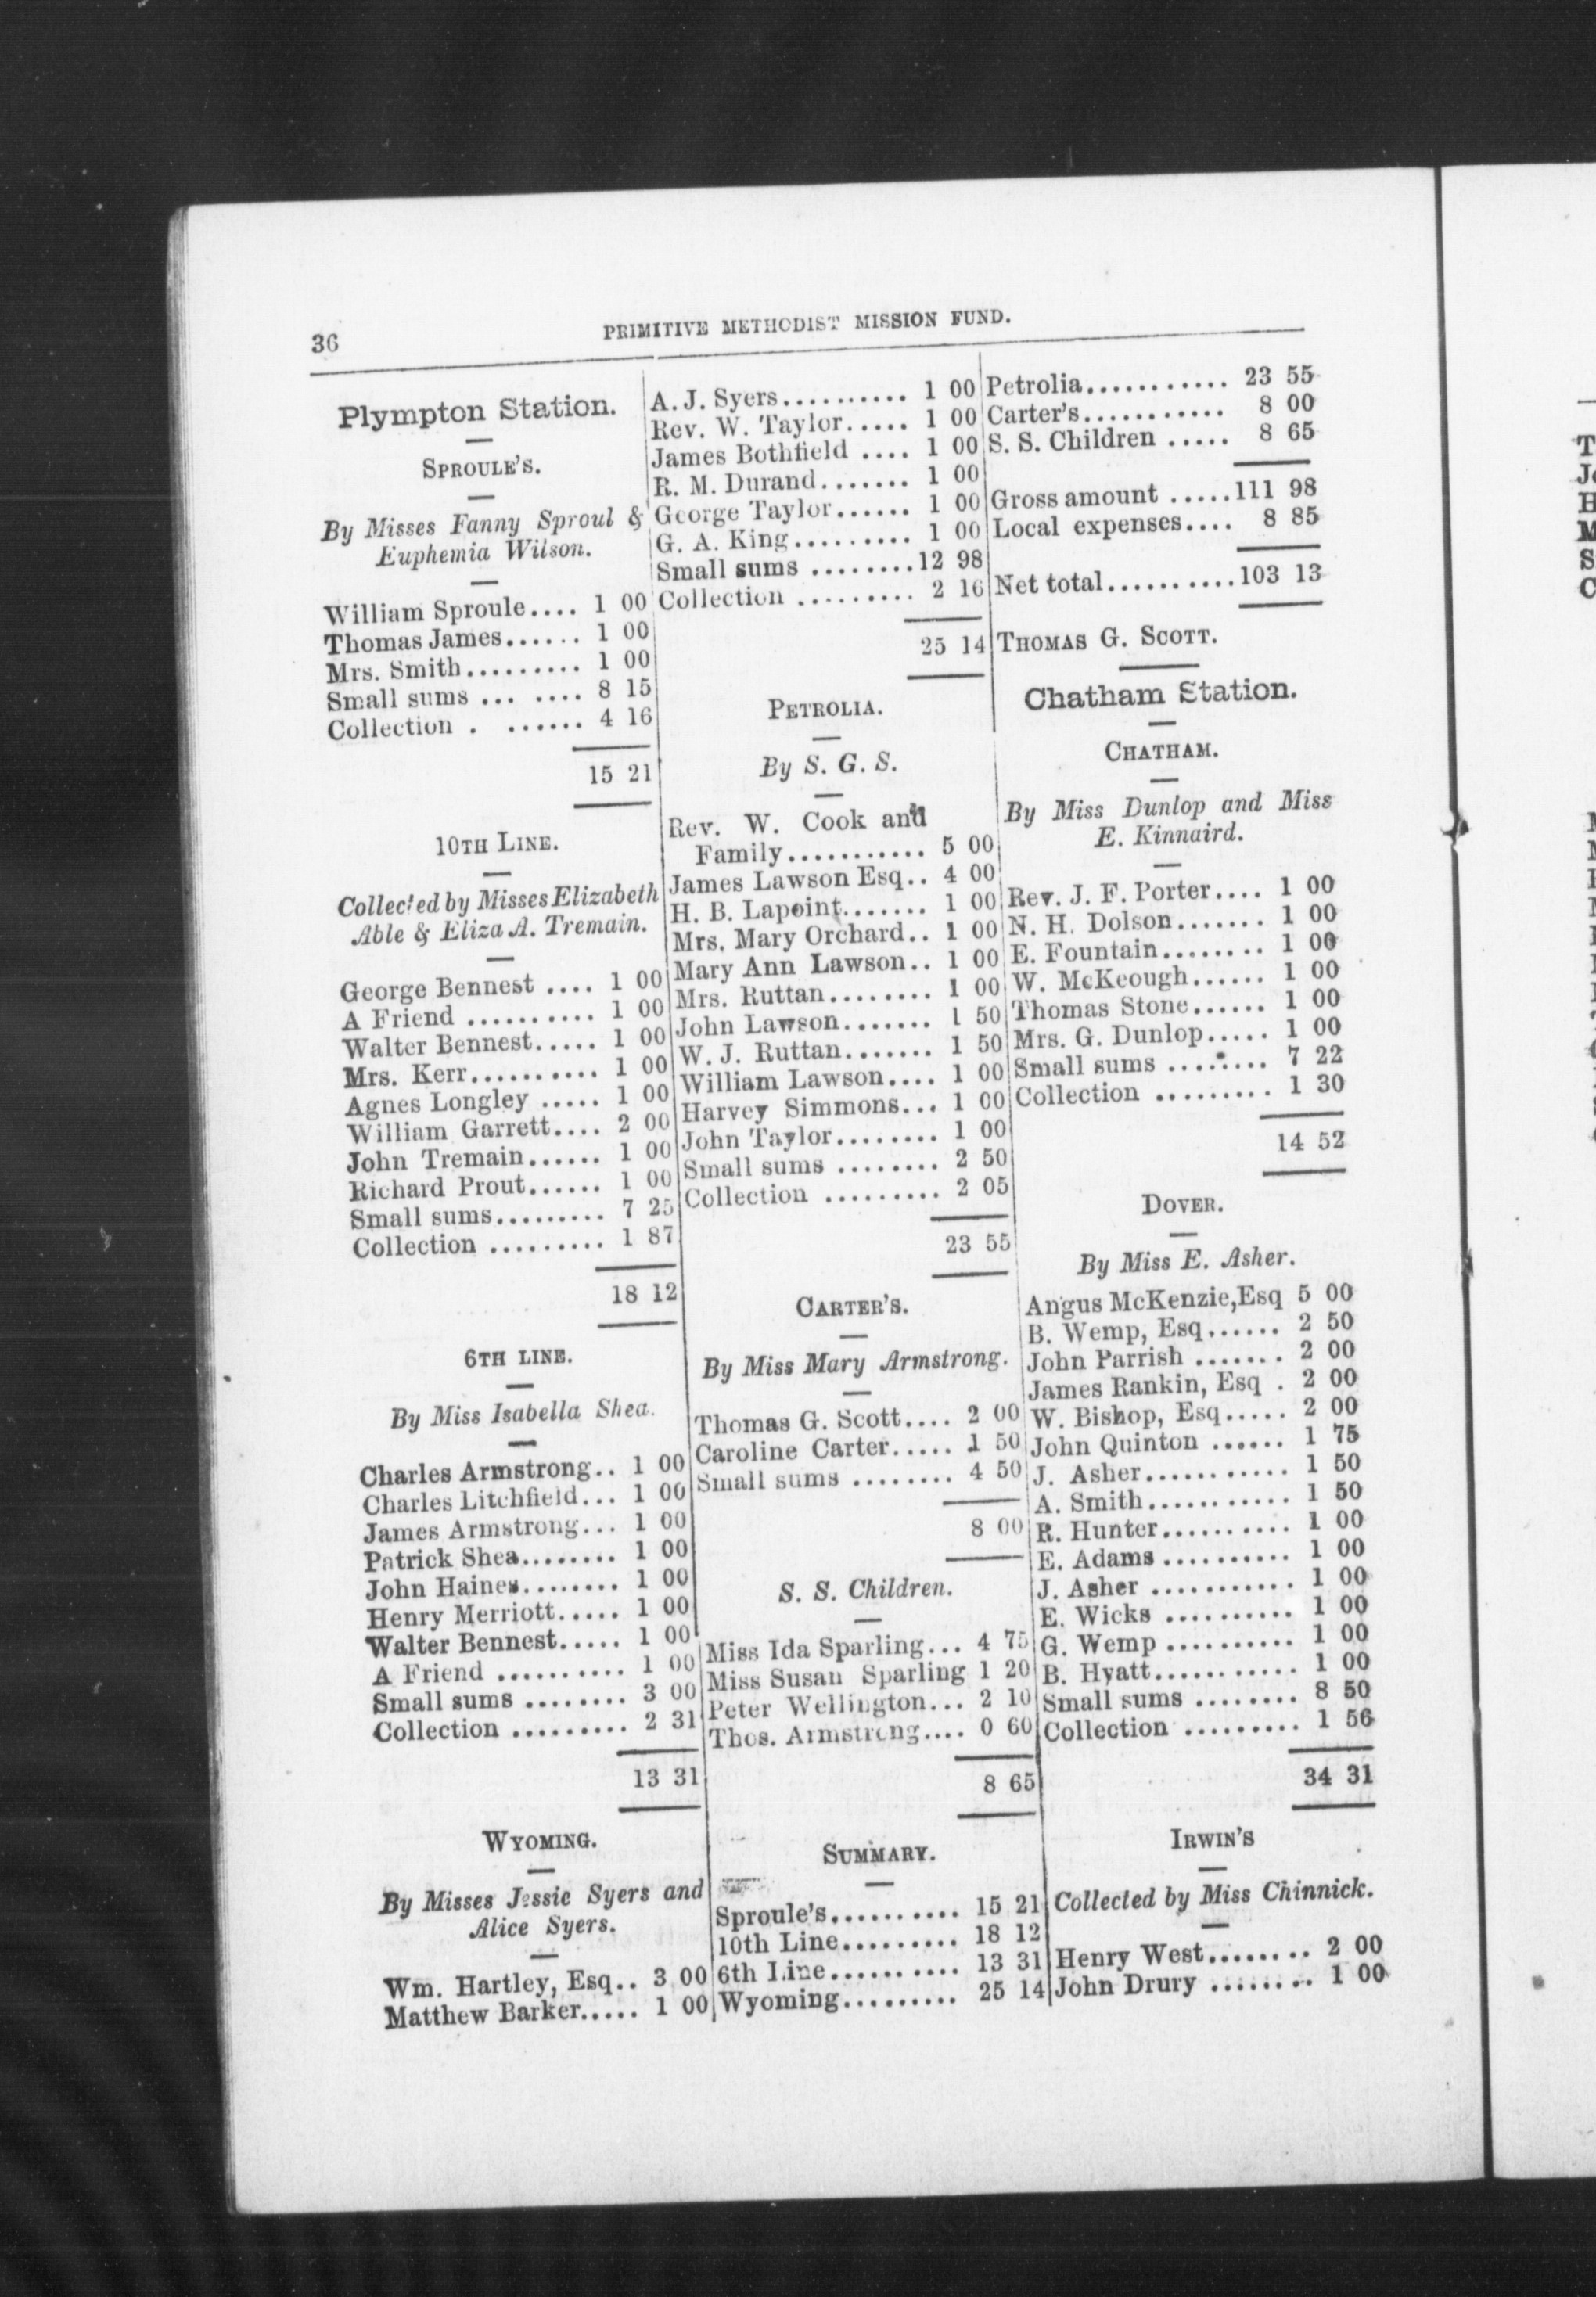 36
PRIMITIVE METHODIST MISSION FUND.
Plympton Station.
SPROULE'S.
By Misses Fanny Sproul &
Euphemia Wilson.
William Sproule.... 1 00
Thomas James...... 1 00
Mrs. Smith......... 1 00
Small sums ... .... 8 15
Collection . ...... 4 16
15 21
10TH LINE.
Collected by Misses Elizabeth
Able & Eliza A. Tremain.
George Bennest .... 1 00
A Friend .......... 1 00
Walter Bennest..... 1 00
Mrs. Kerr.......... 1 00
Agnes Longley ..... 1 00
William Garrett.... 2 00
John Tremain...... 1 00
Richard Prout...... 1 00
Small sums......... 7 25
Collection ......... 1 87
18 12
6TH LINE.
By Miss Isabella Shea.
Charles Armstrong.. 1 00
Charles Litchfield... 1 00
James Armstrong... 1 00
Patrick Shea........ 1 00
John Haines........ 1 00
Henry Merriott..... 1 00
Walter Bennest..... 1 00
A Friend .......... 1 00
Small sums ........ 3 00
Collection ......... 2 31
13 31
WYOMING.
By Misses Jessie Syers and
Alice Syers.
Wm. Hartley, Esq.. 3 00
Matthew Barker..... 1 00
A. J. Syers.......... 1 00
Rev. W. Taylor..... 1 00
James Bothfield .... 1 00
R. M. Durand....... 1 00
George Taylor...... 1 00
G. A. King......... 1 00
Small sums ........12 98
Collection ......... 2 16
25 14
PETROLIA.
By S. G. S.
Rev. W. Cook and
Family........... 5 00
James Lawson Esq.. 4 00
H. B. Lapoint....... 1 00
Mrs. Mary Orchard.. 1 00
Mary Ann Lawson.. 1 00
Mrs. Ruttan........ 1 00
John Lawson....... 1 50
W. J. Ruttan....... 1 50
William Lawson.... 1 00
Harvey Simmons... 1 00
John Taylor........ 1 00
Small sums ........ 2 50
Collection ......... 2 05
23 55
CARTER'S.
By Miss Mary Armstrong.
Thomas G. Scott.... 2 00
Caroline Carter..... 1 50
Small sums ........ 4 50
8 00
S. S. Children.
Miss Ida Sparling... 4 75
Miss Susan Sparling 1 20
Peter Wellington... 2 10
Thos. Armstrong.... 0 60
8 65
SUMMARY.
Sproule's.......... 15 21
10th Line......... 18 12
6th Line.......... 13 31
Wyoming......... 25 14
Petrolia........... 23 55
Carter's........... 8 00
S. S. Children ..... 8 65
Gross amount .....111 98
Local expenses.... 8 85
Net total..........103 13
THOMAS G. SCOTT.
Chatham Station.
CHATHAM.
By Miss Dunlop and Miss
E. Kinnaird.
Rev. J. F. Porter.... 1 00
N. H. Dolson....... 1 00
E. Fountain........ 1 00
W. McKeough...... 1 00
Thomas Stone...... 1 00
Mrs. G. Dunlop..... 1 00
Small sums ........ 7 22
Collection ......... 1 30
14 52
DOVER.
By Miss E. Asher.
Angus McKenzie,Esq 5 00
B. Wemp, Esq...... 2 50
John Parrish ....... 2 00
James Rankin, Esq . 2 00
W. Bishop, Esq..... 2 00
John Quinton ...... 1 75
J. Asher........... 1 50
A. Smith........... 1 50
R. Hunter.......... 1 00
E. Adams .......... 1 00
J. Asher ........... 1 00
E. Wicks .......... 1 00
G. Wemp .......... 1 00
B. Hyatt........... 1 00
Small sums ........ 8 50
Collection ......... 1 56
34 31
IRWIN'S
Collected by Miss Chinnick.
Henry West........ 2 00
John Drury ........ 1 00